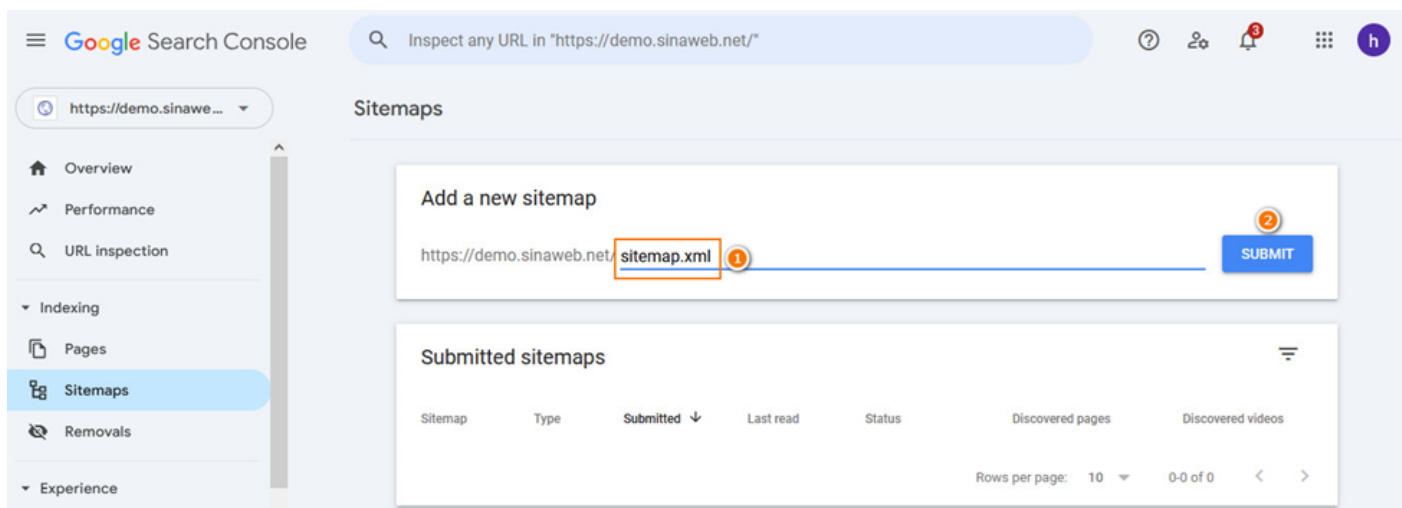 Google Search Console
Inspect any URL in "https://demo.sinaweb.net/"
3
h
https://demo.sinawe...
Sitemaps
Overview
Performance
URL inspection
Indexing
Pages
Sitemaps
Removals
Experience
Add a new sitemap
2
https://demo.sinaweb.net/ sitemap.xml 1 SUBMIT
Submitted sitemaps
Sitemap Type Submitted Last read Status Discovered pages Discovered videos
Rows per page: 10 0-0 of 0